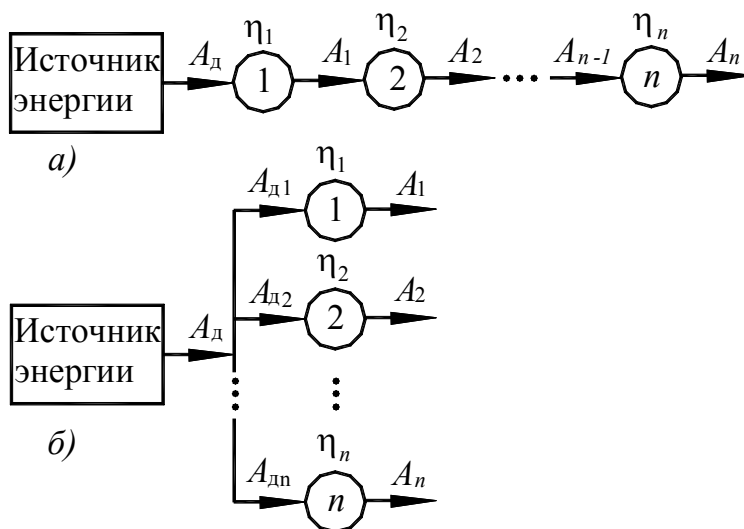 η1 η2 ηn
Источник энергии Aд 1 A1 2 A2 ... An-1 n An
а)
η1
Aд1 1 A1
η2
Aд2 2 A2
Источник энергии Aд
ηn
б)
Aдn n An